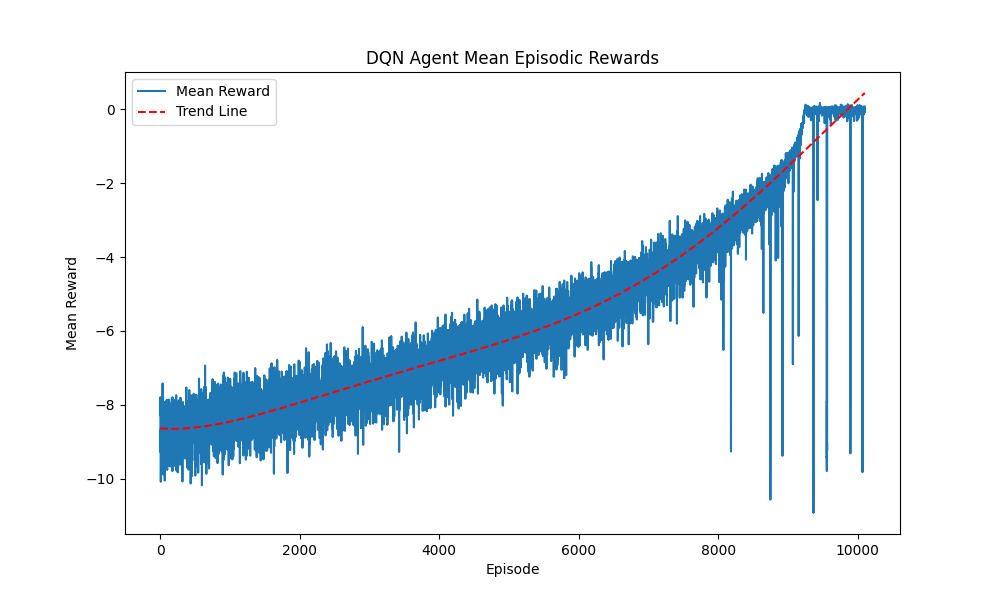 DQN Agent Mean Episodic Rewards
Mean Reward
Trend Line
0
−2
−4
−6
−8
−10
Mean Reward
0
2000
4000
6000
8000
10000
Episode